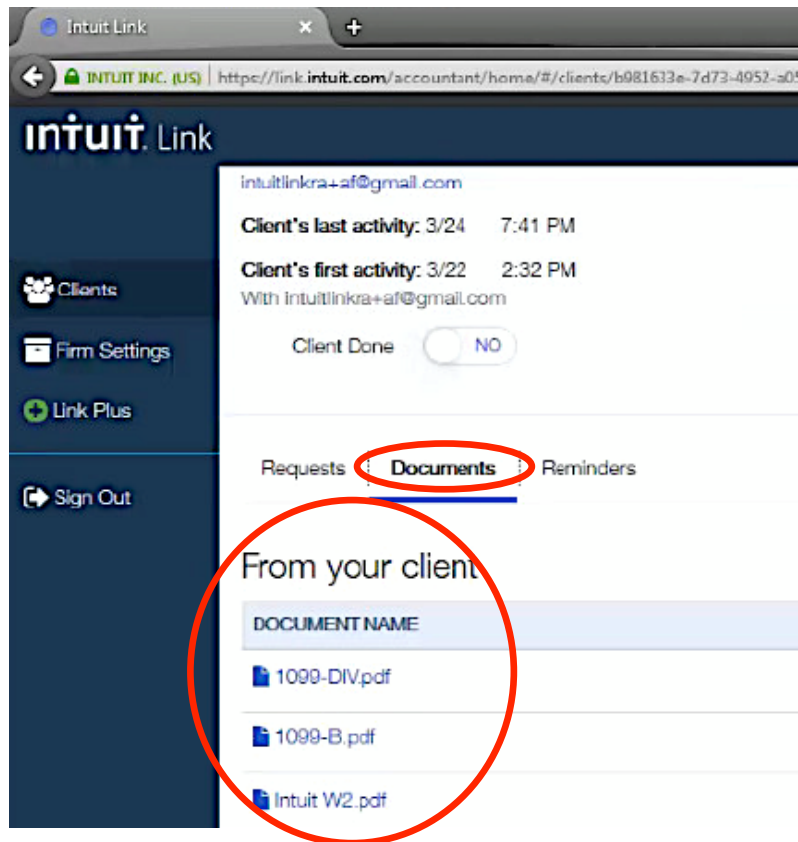 Intuit Link
INTUIT INC. (US) https://link.intuit.com/accountant/home/#/clients/b981633e-7d73-4952-a05
intuit Link
intuitlinkra+af@gmail.com
Client's last activity: 3/24 7:41 PM
Client's first activity: 3/22 2:32 PM
With intuitlinkra+af@gmail.com
Client Done NO
Clients
Firm Settings
Link Plus
Sign Out
Requests Documents Reminders
From your client
DOCUMENT NAME
1099-DIV.pdf
1099-B.pdf
Intuit W2.pdf